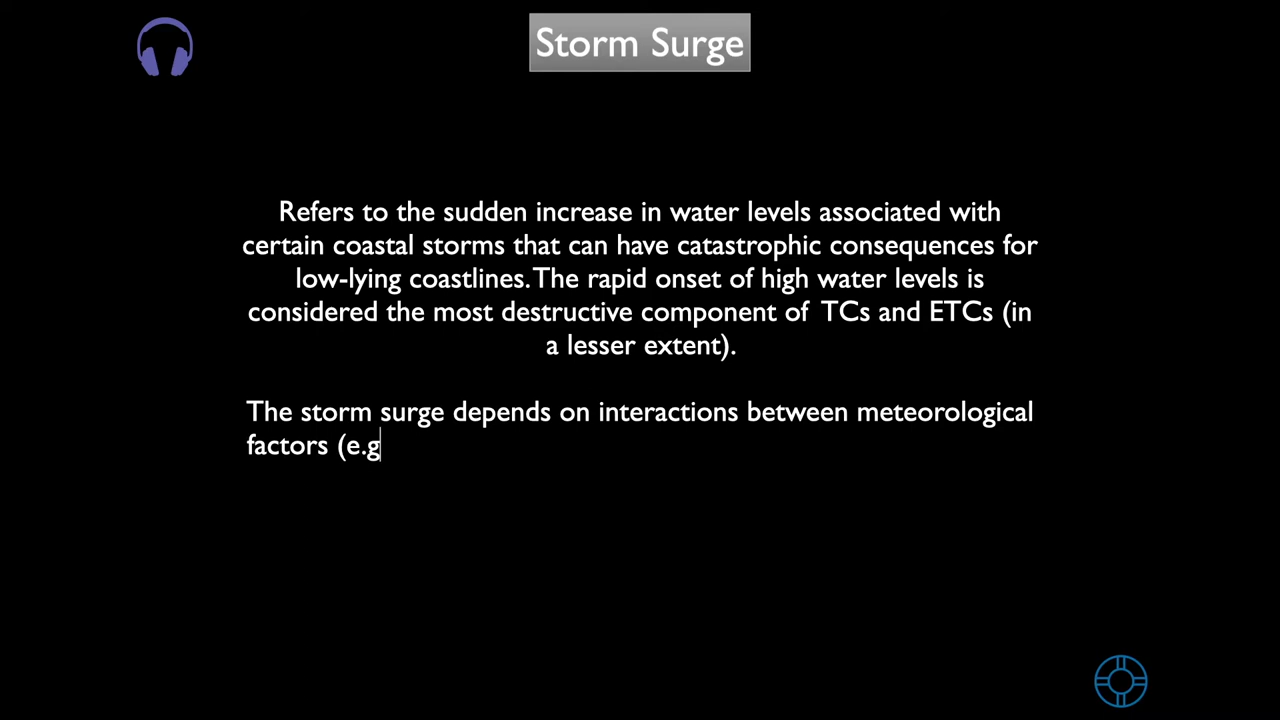 Storm Surge
Refers to the sudden increase in water levels associated with
certain coastal storms that can have catastrophic consequences for
low-lying coastlines. The rapid onset of high water levels is
considered the most destructive component of TCs and ETCs (in
a lesser extent).
The storm surge depends on interactions between meteorological
factors (e.g